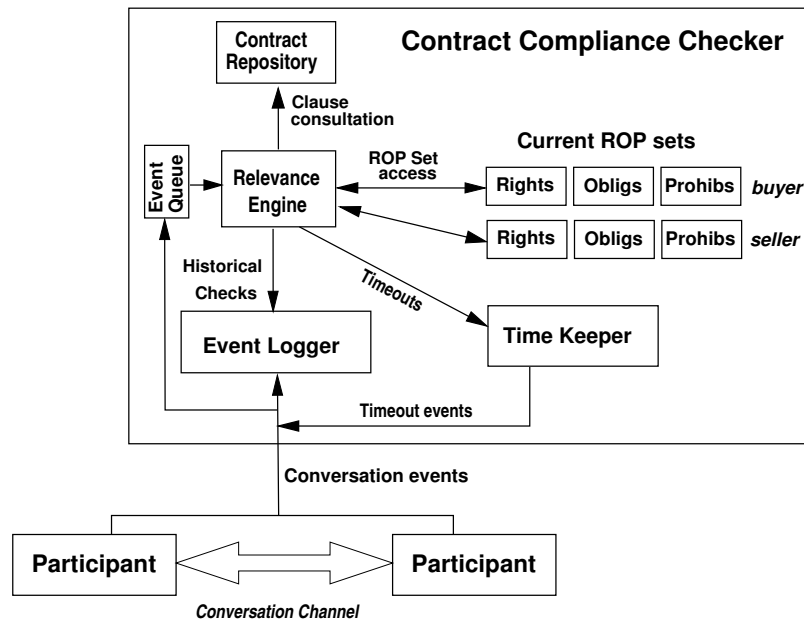 Contract
Repository
Contract Compliance Checker
Clause
consultation
Event
Queue
Relevance
Engine
ROP Set
access
Current ROP sets
Rights
Obligs
Prohibs
buyer
Rights
Obligs
Prohibs
seller
Historical
Checks
Timeouts
Event Logger
Time Keeper
Timeout events
Conversation events
Participant
Participant
Conversation Channel